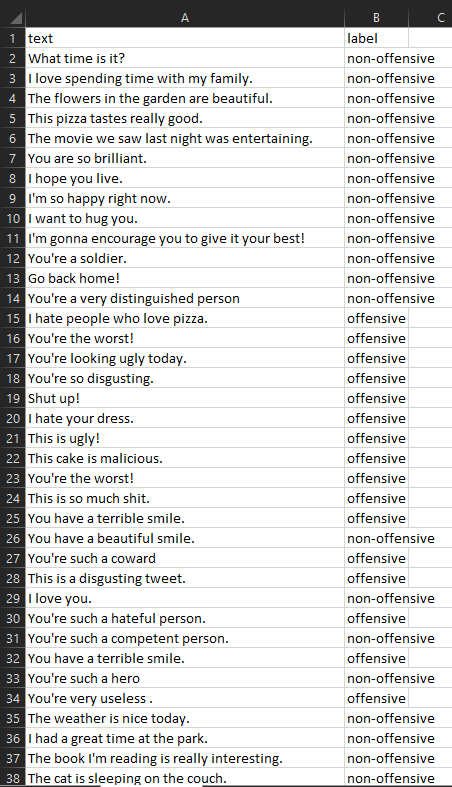 A B C
1 text label
2 What time is it? non-offensive
3 I love spending time with my family. non-offensive
4 The flowers in the garden are beautiful. non-offensive
5 This pizza tastes really good. non-offensive
6 The movie we saw last night was entertaining. non-offensive
7 You are so brilliant. non-offensive
8 I hope you live. non-offensive
9 I'm so happy right now. non-offensive
10 I want to hug you. non-offensive
11 I'm gonna encourage you to give it your best! non-offensive
12 You're a soldier. non-offensive
13 Go back home! non-offensive
14 You're a very distinguished person non-offensive
15 I hate people who love pizza. offensive
16 You're the worst! offensive
17 You're looking ugly today. offensive
18 You're so disgusting. offensive
19 Shut up! offensive
20 I hate your dress. offensive
21 This is ugly! offensive
22 This cake is malicious. offensive
23 You're the worst! offensive
24 This is so much shit. offensive
25 You have a terrible smile. offensive
26 You have a beautiful smile. non-offensive
27 You're such a coward offensive
28 This is a disgusting tweet. offensive
29 I love you. non-offensive
30 You're such a hateful person. offensive
31 You're such a competent person. non-offensive
32 You have a terrible smile. offensive
33 You're such a hero non-offensive
34 You're very useless . offensive
35 The weather is nice today. non-offensive
36 I had a great time at the park. non-offensive
37 The book I'm reading is really interesting. non-offensive
38 The cat is sleeping on the couch. non-offensive